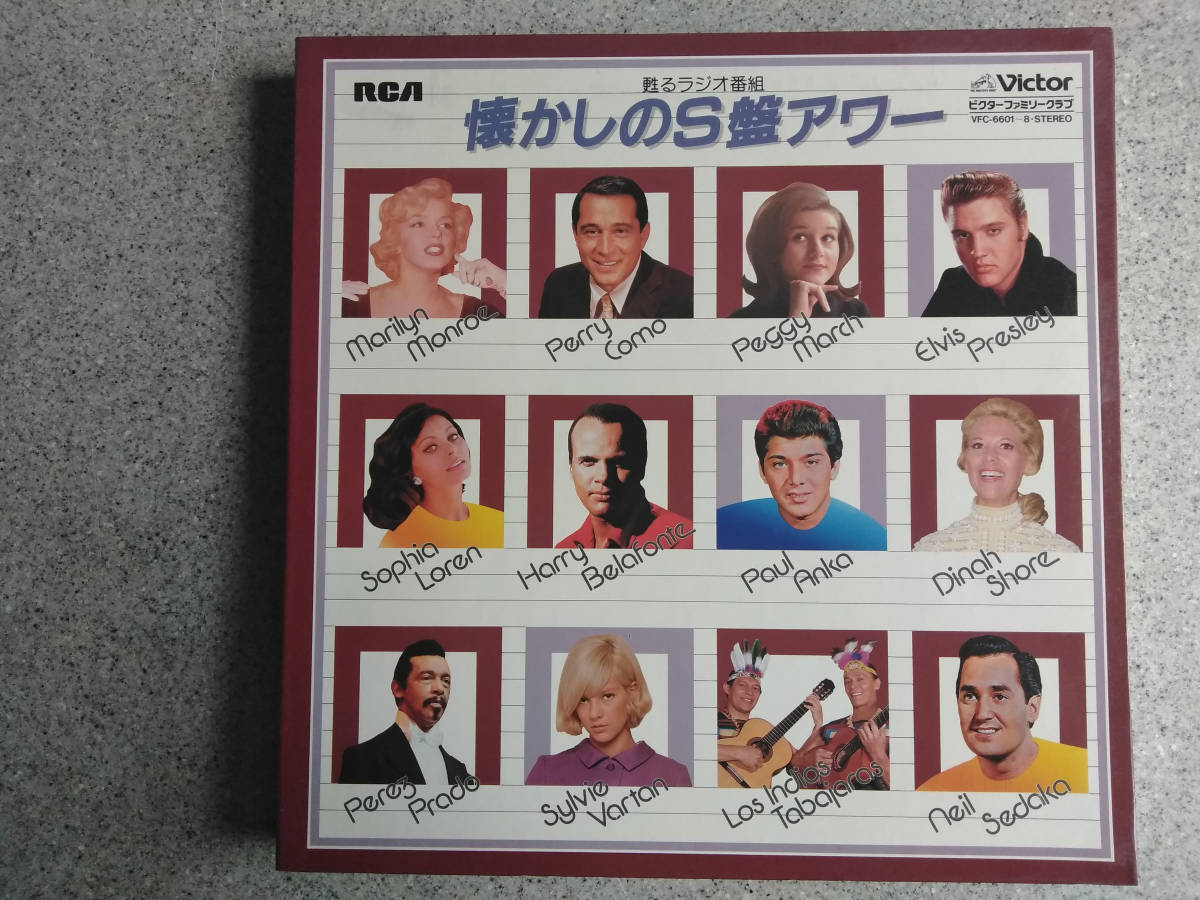 RCA
甦るラジオ番組
懐かしのS盤アワー
Victor
ビクターファミリークラブ
VFC-6601~8・STEREO
Marilyn
Monroe
Perry
Como
Peggy
March
Elvis
Presley
Sophia
Loren
Harry
Belafonte
Paul
Anka
Dinah
Shore
Perez
Prado
Sylvie
Vartan
Los Indios
Tabajaras
Neil
Sedaka